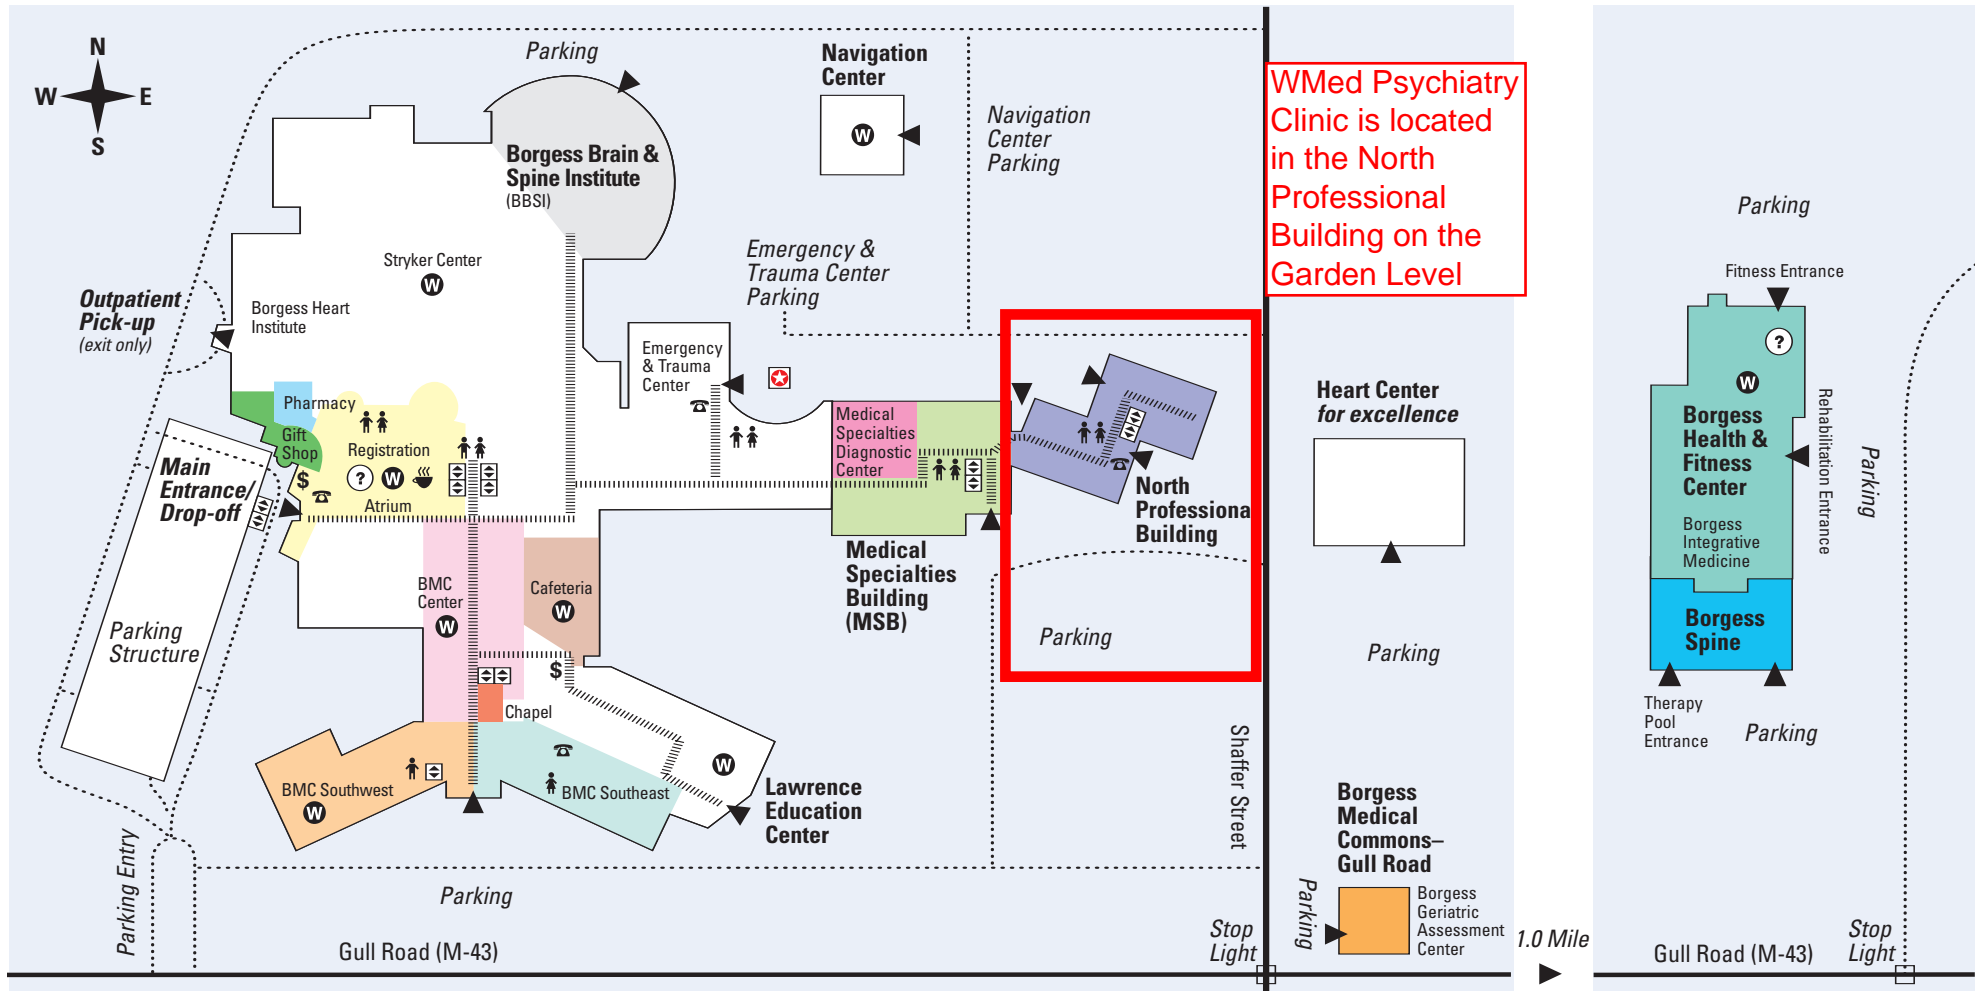 N
W
E
S
Parking
Borgess Brain &
Spine Institute
(BBSI)
Navigation
Center
W
Navigation
Center
Parking
WMed Psychiatry
Clinic is located
in the North
Professional
Building on the
Garden Level
Emergency &
Trauma Center
Parking
Stryker Center
W
Outpatient
Pick-up
(exit only)
Borgess Heart
Institute
Emergency
& Trauma
Center
Pharmacy
Gift
Shop
Registration
?
W
Atrium
$
Main
Entrance/
Drop-off
Medical
Specialties
Diagnostic
Center
North
Professiona
Building
Medical
Specialties
Building
(MSB)
Parking
BMC
Center
W
Cafeteria
W
$
Parking
Structure
Chapel
BMC Southwest
W
BMC Southeast
W
Lawrence
Education
Center
Parking Entry
Parking
Gull Road (M-43)
Shaffer Street
Stop
Light
Heart Center
for excellence
Parking
Borgess
Medical
Commons–
Gull Road
Parking
Borgess
Geriatric
Assessment
Center
1.0 Mile
Parking
Fitness Entrance
?
W
Borgess
Health &
Fitness
Center
Rehabilitation Entrance
Parking
Borgess
Integrative
Medicine
Borgess
Spine
Therapy
Pool
Entrance
Parking
Gull Road (M-43)
Stop
Light